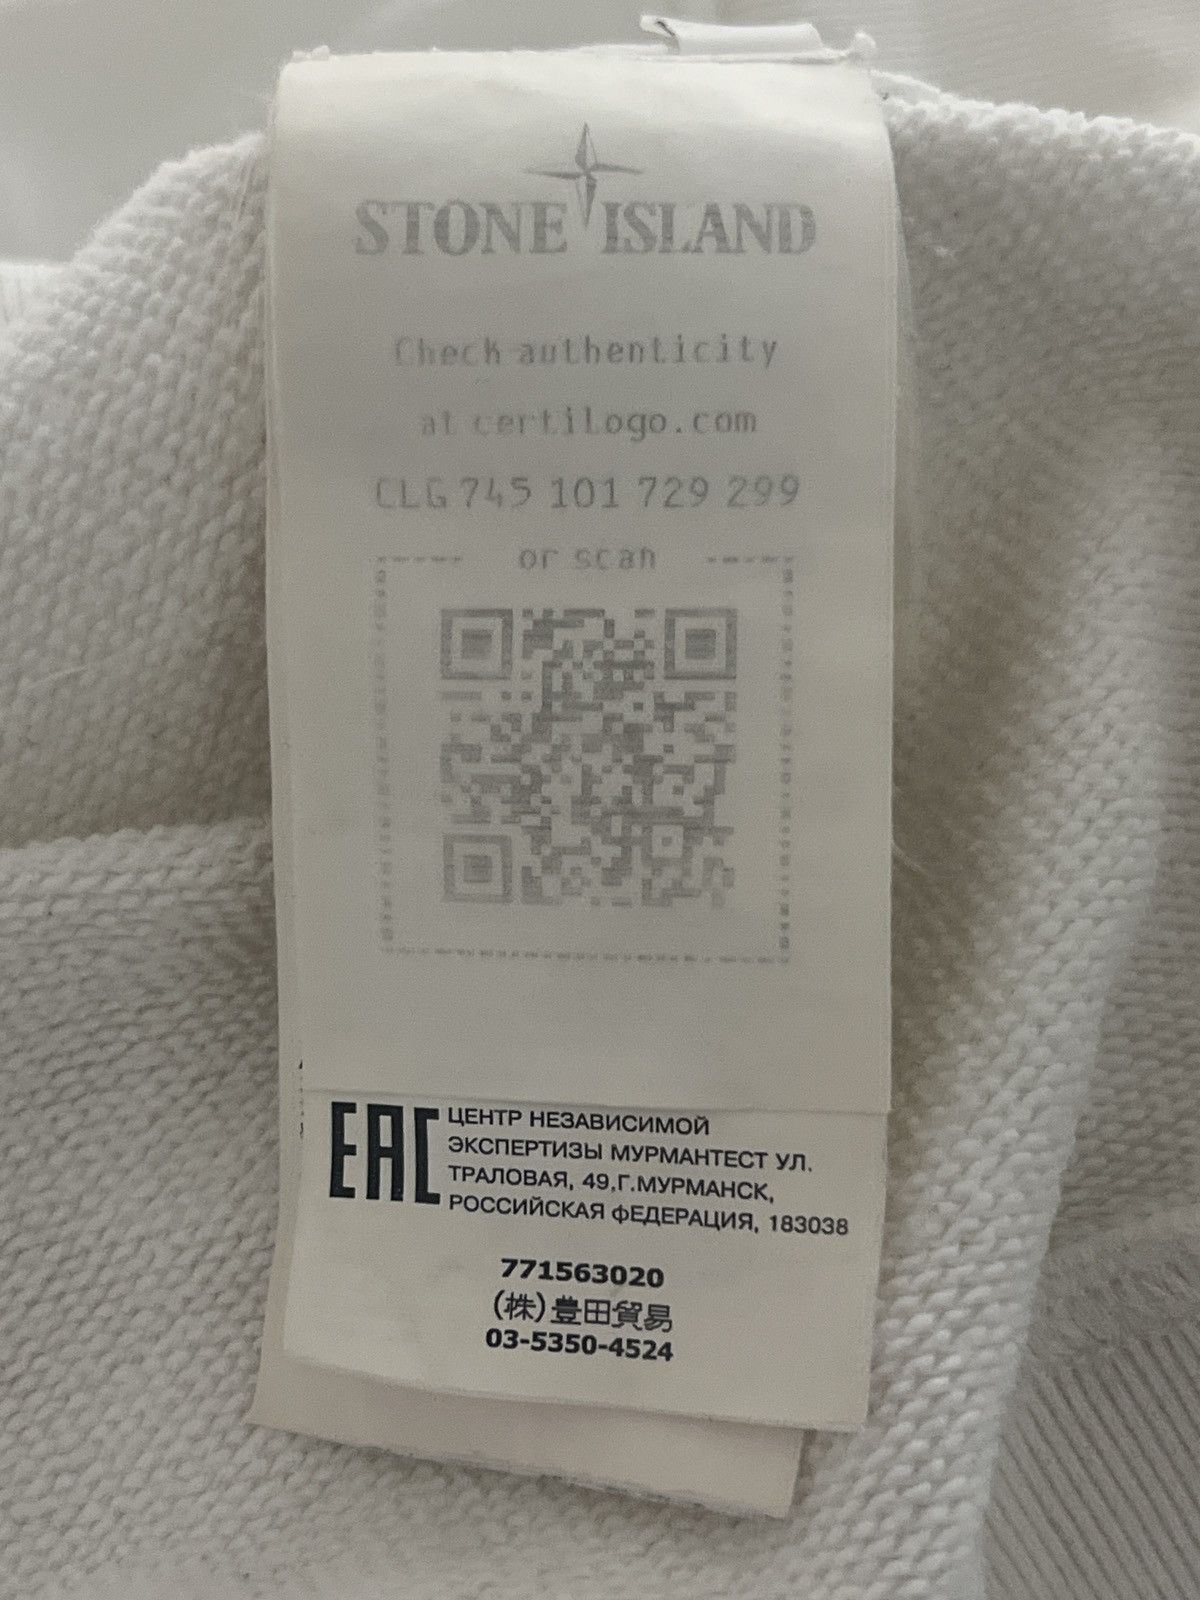 STONE ISLAND
Check authenticity
at certilogo.com
CLG 745 101 729 299
or scan
EAC
ЦЕНТР НЕЗАВИСИМОЙ
ЭКСПЕРТИЗЫ МУРМАНТЕСТ УЛ.
ТРАЛОВАЯ, 49,Г.МУРМАНСК,
РОССИЙСКАЯ ФЕДЕРАЦИЯ, 183038
771563020
(株)豊田貿易
03-5350-4524